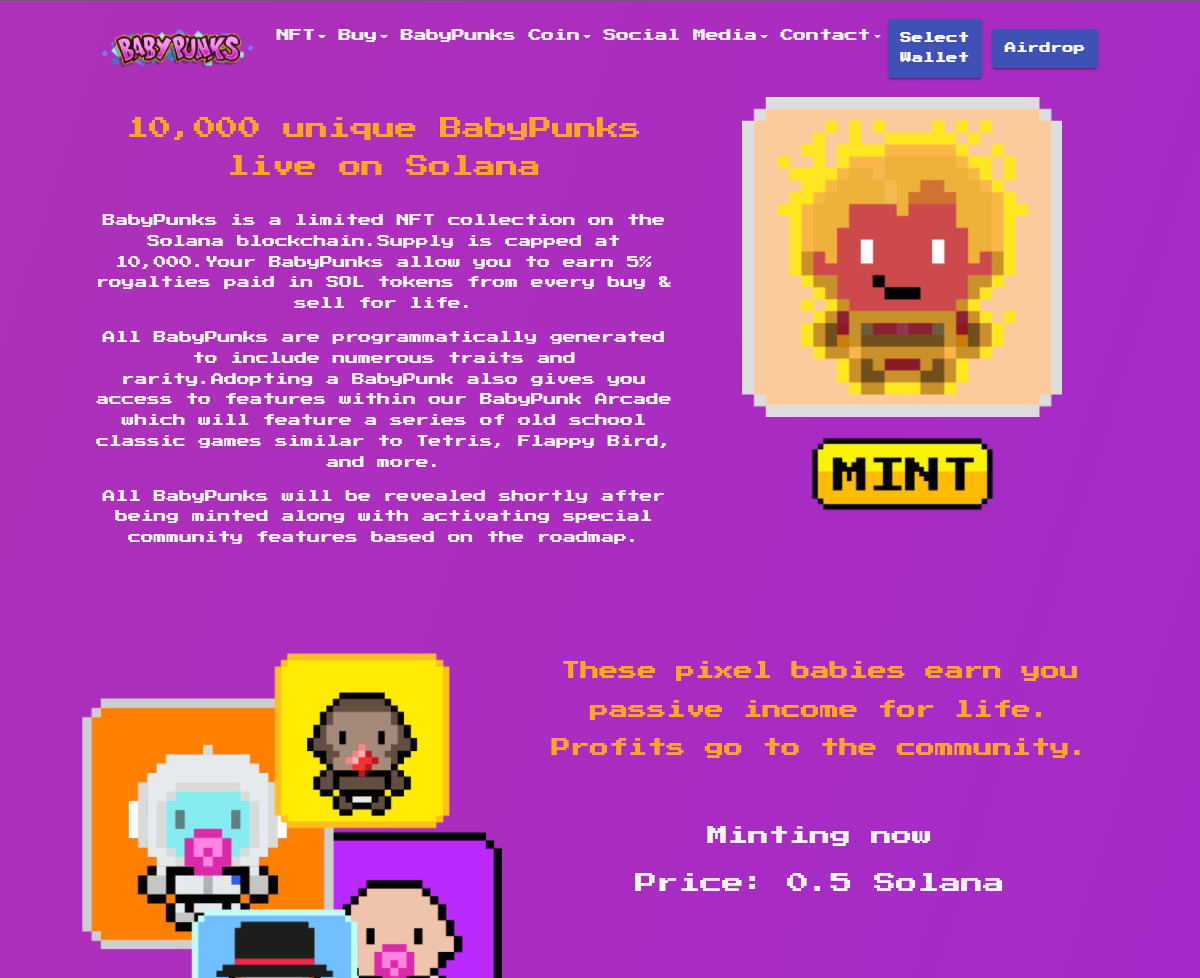 BABY PUNKS
NFT Buy BabyPunks Coin Social Media Contact
Select
Wallet
Airdrop
10,000 unique BabyPunks
live on Solana
BabyPunks is a limited NFT collection on the
Solana blockchain.Supply is capped at
10,000.Your BabyPunks allow you to earn 5%
royalties paid in SOL tokens from every buy &
sell for life.
All BabyPunks are programmatically generated
to include numerous traits and
rarity.Adopting a BabyPunk also gives you
access to features within our BabyPunk Arcade
which will feature a series of old school
classic games similar to Tetris, Flappy Bird,
and more.
All BabyPunks will be revealed shortly after
being minted along with activating special
community features based on the roadmap.
MINT
These pixel babies earn you
passive income for life.
Profits go to the community.
Minting now
Price: 0.5 Solana